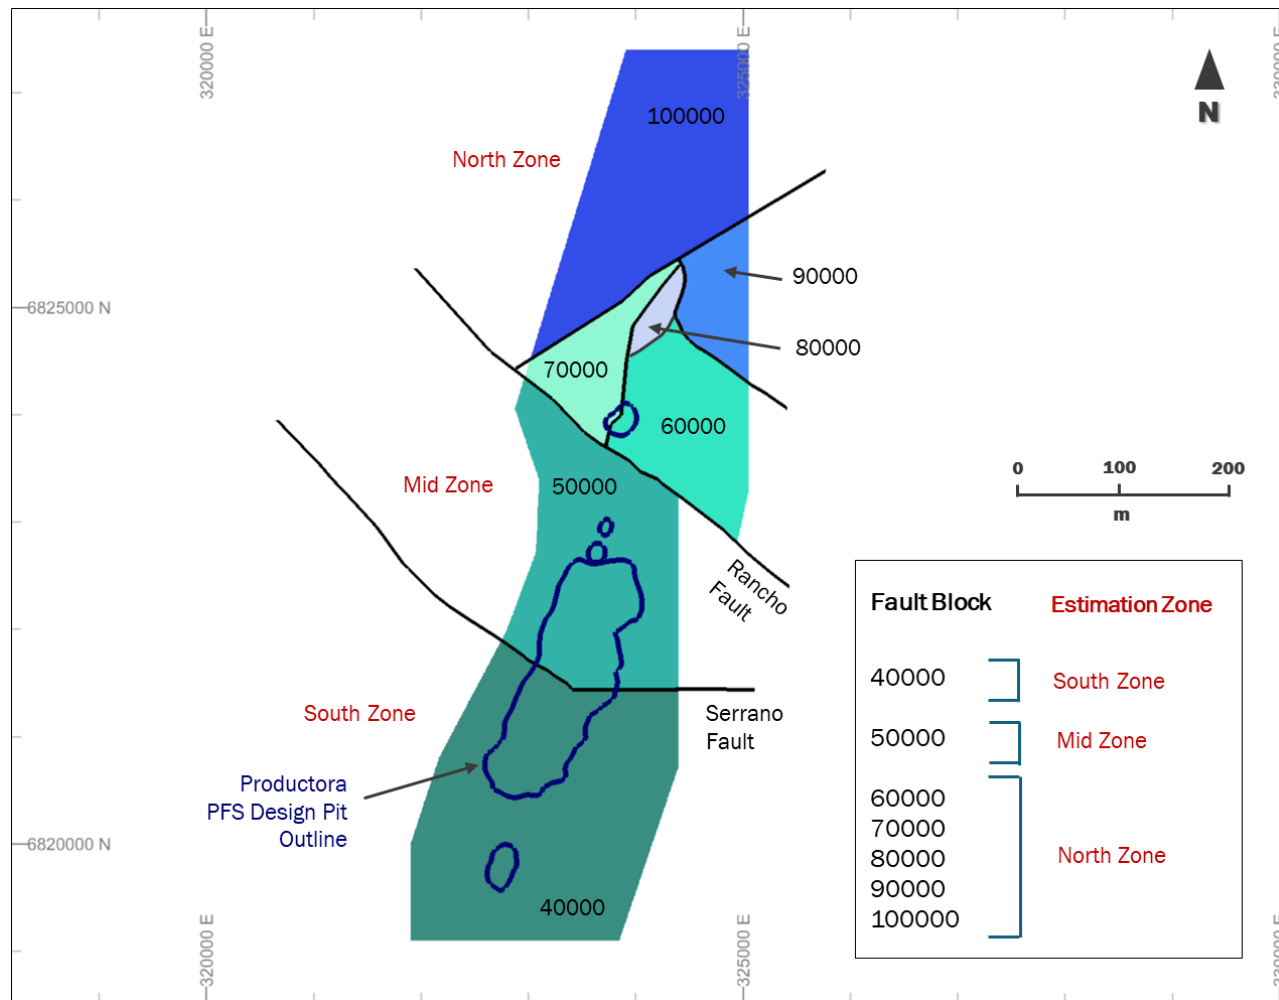 320000 E
325000 E
330000 E
N
100000
North Zone
90000
6825000 N
80000
70000
60000
0 100 200
m
Mid Zone
50000
Rancho
Fault
Fault Block Estimation Zone
40000 South Zone
50000 Mid Zone
60000
70000
80000
90000
100000
North Zone
South Zone
Serrano
Fault
Productora
PFS Design Pit
Outline
6820000 N
40000
320000 E
325000 E
330000 E